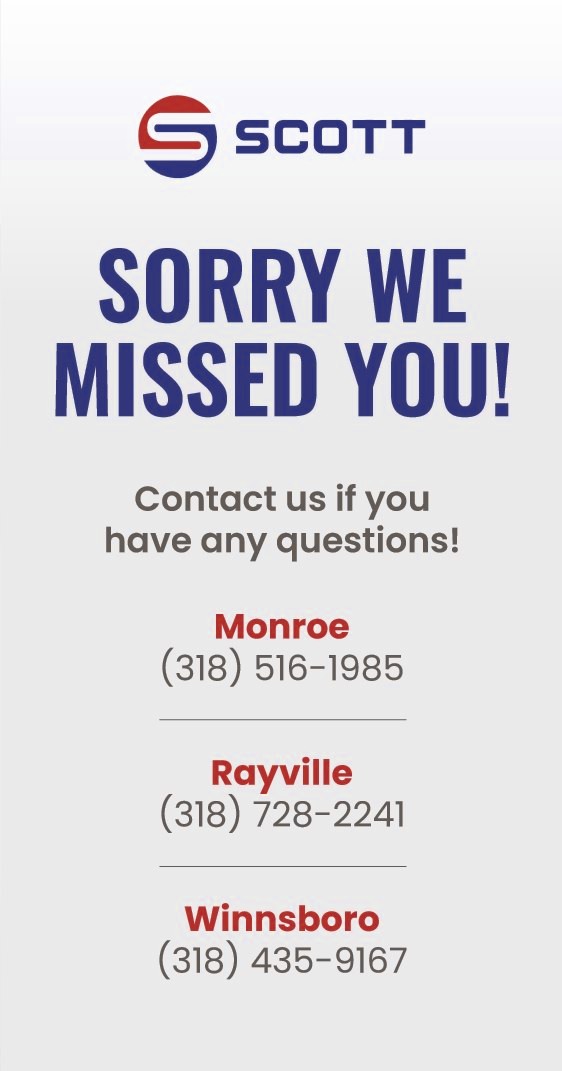 SCOTT
SORRY WE
MISSED YOU!
Contact us if you
have any questions!
Monroe
(318) 516-1985
Rayville
(318) 728-2241
Winnsboro
(318) 435-9167